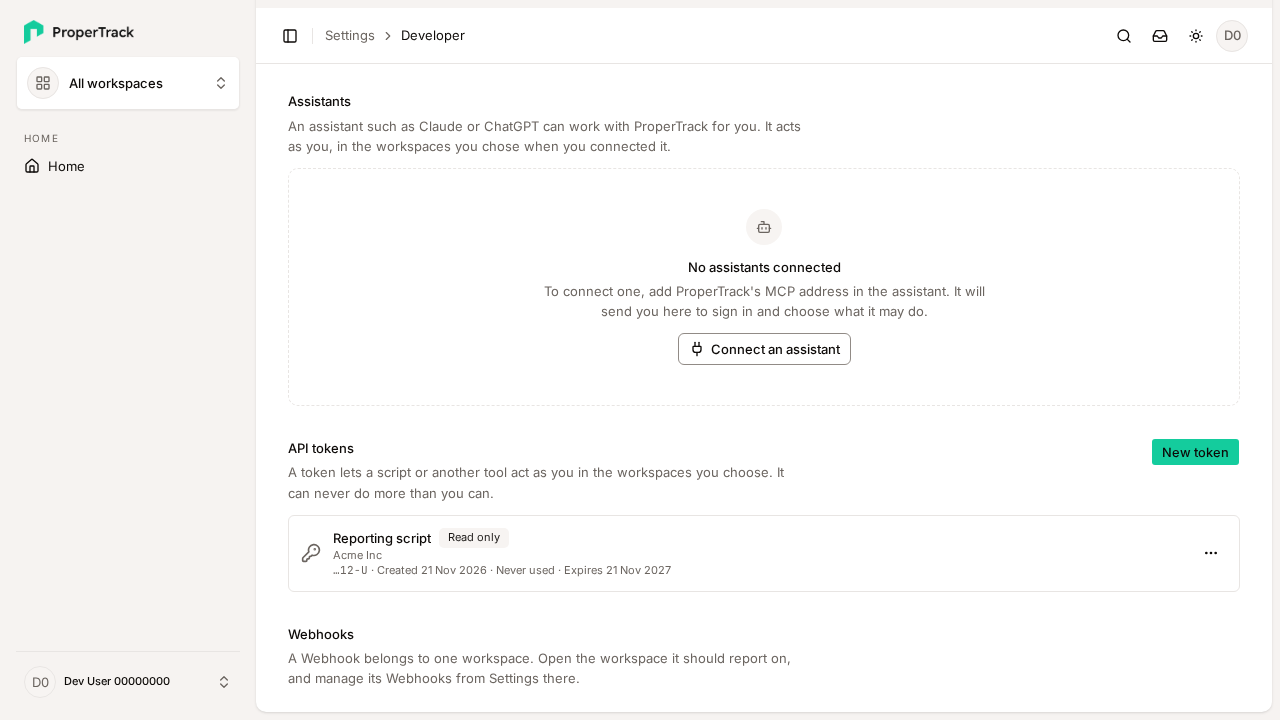 ProperTrack
All workspaces
HOME
Home
D0
Dev User 00000000
Settings
Developer
D0
Assistants
An assistant such as Claude or ChatGPT can work with ProperTrack for you. It acts
as you, in the workspaces you chose when you connected it.
No assistants connected
To connect one, add ProperTrack's MCP address in the assistant. It will
send you here to sign in and choose what it may do.
Connect an assistant
API tokens
New token
A token lets a script or another tool act as you in the workspaces you choose. It
can never do more than you can.
Reporting script Read only
Acme Inc
…12-U · Created 21 Nov 2026 · Never used · Expires 21 Nov 2027
Webhooks
A Webhook belongs to one workspace. Open the workspace it should report on,
and manage its Webhooks from Settings there.